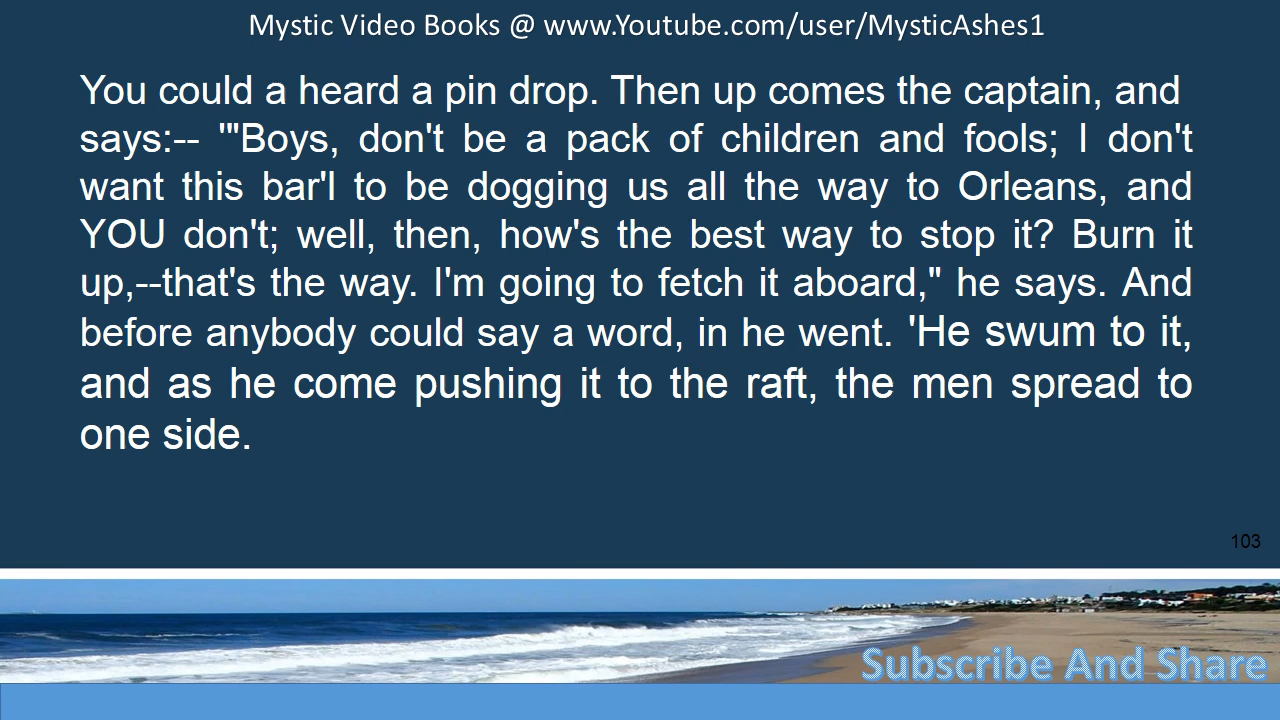 Mystic Video Books @ www.Youtube.com/user/MysticAshes1
You could a heard a pin drop. Then up comes the captain, and
says:-- '"Boys, don't be a pack of children and fools; I don't
want this bar'l to be dogging us all the way to Orleans, and
YOU don't; well, then, how's the best way to stop it? Burn it
up,--that's the way. I'm going to fetch it aboard," he says. And
before anybody could say a word, in he went. 'He swum to it,
and as he come pushing it to the raft, the men spread to
one side.
103
Subscribe And Share